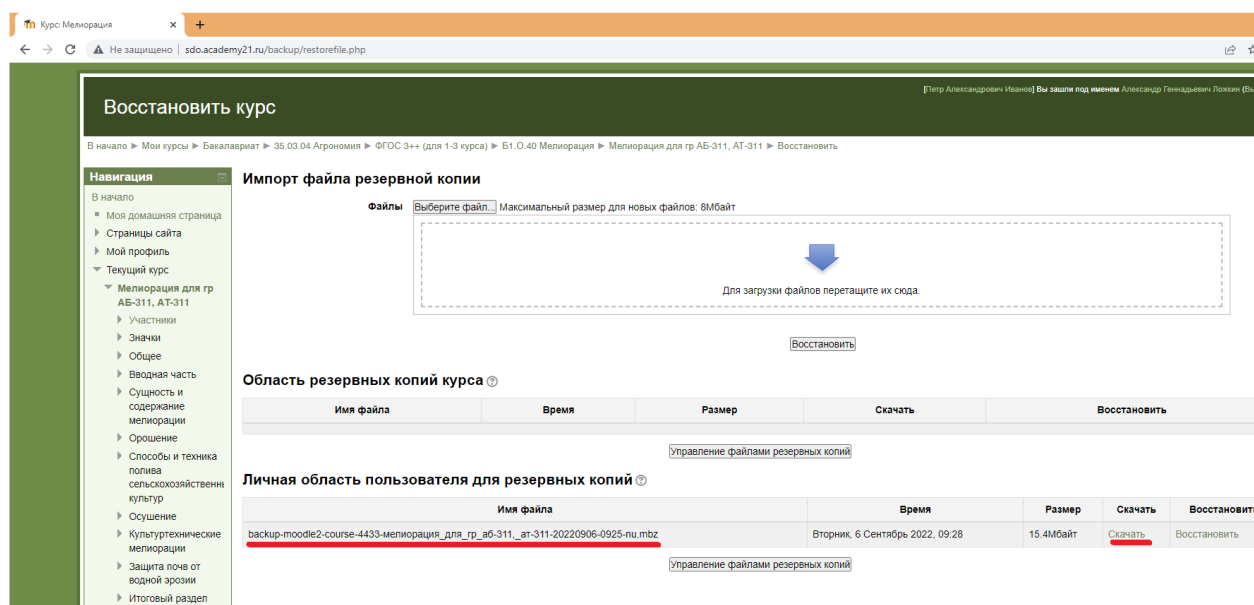 Курс: Мелиорация
Не защищено | sdo.academy21.ru/backup/restorefile.php
[Петр Александрович Иванов] Вы зашли под именем Александр Геннадьевич Ложкин (Вы
Восстановить курс
В начало ► Мои курсы ► Бакалавриат ► 35.03.04 Агрономия ► ФГОС 3++ (для 1-3 курса) ► Б1.О.40 Мелиорация ► Мелиорация для гр АБ-311, АТ-311 ► Восстановить
Навигация
В начало
Моя домашняя страница
Страницы сайта
Мой профиль
Текущий курс
Мелиорация для гр
АБ-311, АТ-311
Участники
Значки
Общее
Вводная часть
Сущность и
содержание
мелиорации
Орошение
Способы и техника
полива
сельскохозяйственны
культур
Осушение
Культуртехнические
мелиорации
Защита почв от
водной эрозии
Итоговый раздел
Импорт файла резервной копии
Файлы Выберите файл... Максимальный размер для новых файлов: 8Мбайт
Для загрузки файлов перетащите их сюда.
Восстановить
Область резервных копий курса
Имя файла Время Размер Скачать Восстановить
Управление файлами резервных копий
Личная область пользователя для резервных копий
Имя файла Время Размер Скачать Восстановить
backup-moodle2-course-4433-мелиорация_для_гр_аб-311,_ат-311-20220906-0925-nu.mbz Вторник, 6 Сентябрь 2022, 09:28 15.4Мбайт Скачать Восстановить
Управление файлами резервных копий